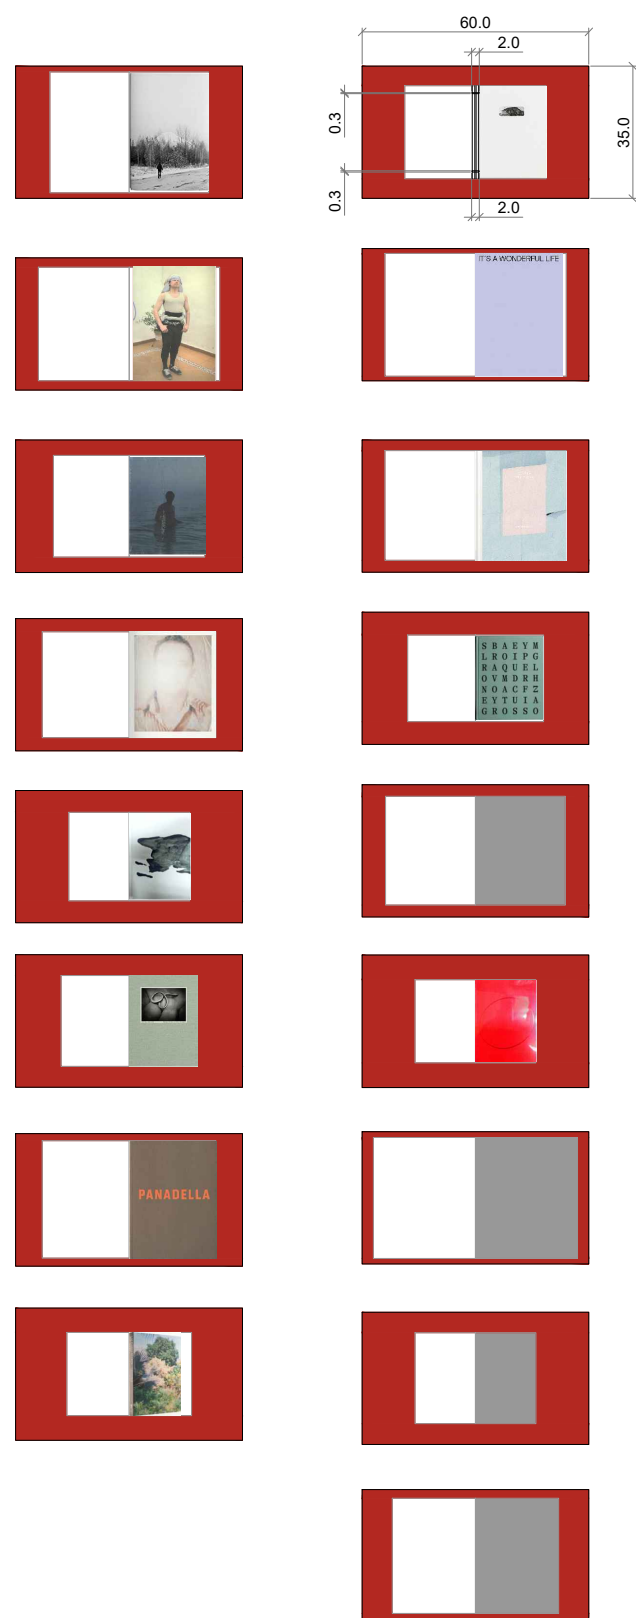 60.0
2.0
0.3
35.0
0.3
2.0
IT'S A WONDERFUL LIFE
S B A E Y M
L R O I P G
R A Q U E L
O V M D R H
N O A C F Z
E Y T U I A
G R O S S O
PANADELLA